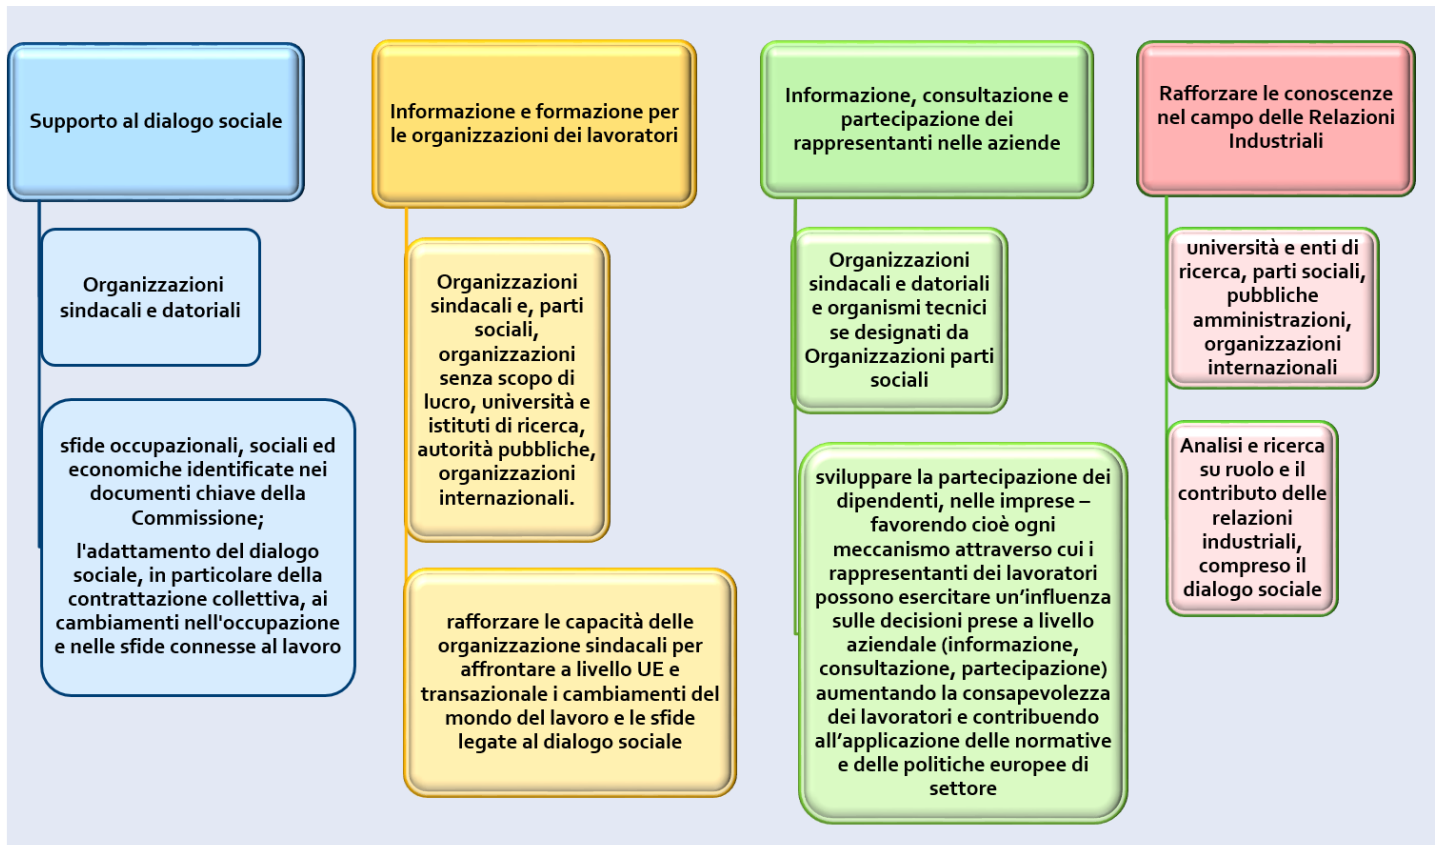 Supporto al dialogo sociale
Organizzazioni
sindacali e datoriali
sfide occupazionali, sociali ed
economiche identificate nei
documenti chiave della
Commissione;
l'adattamento del dialogo
sociale, in particolare della
contrattazione collettiva, ai
cambiamenti nell'occupazione
e nelle sfide connesse al lavoro
Informazione e formazione per
le organizzazioni dei lavoratori
Organizzazioni
sindacali e, parti
sociali,
organizzazioni
senza scopo di
lucro, università e
istituti di ricerca,
autorità pubbliche,
organizzazioni
internazionali.
rafforzare le capacità delle
organizzazione sindacali per
affrontare a livello UE e
transazionale i cambiamenti del
mondo del lavoro e le sfide
legate al dialogo sociale
Informazione, consultazione e
partecipazione dei
rappresentanti nelle aziende
Organizzazioni
sindacali e datoriali
e organismi tecnici
se designati da
Organizzazioni parti
sociali
sviluppare la partecipazione dei
dipendenti, nelle imprese –
favorendo cioè ogni
meccanismo attraverso cui i
rappresentanti dei lavoratori
possono esercitare un’influenza
sulle decisioni prese a livello
aziendale (informazione,
consultazione, partecipazione)
aumentando la consapevolezza
dei lavoratori e contribuendo
all’applicazione delle normative
e delle politiche europee di
settore
Rafforzare le conoscenze
nel campo delle Relazioni
Industriali
università e enti di
ricerca, parti sociali,
pubbliche
amministrazioni,
organizzazioni
internazionali
Analisi e ricerca
su ruolo e il
contributo delle
relazioni
industriali,
compreso il
dialogo sociale